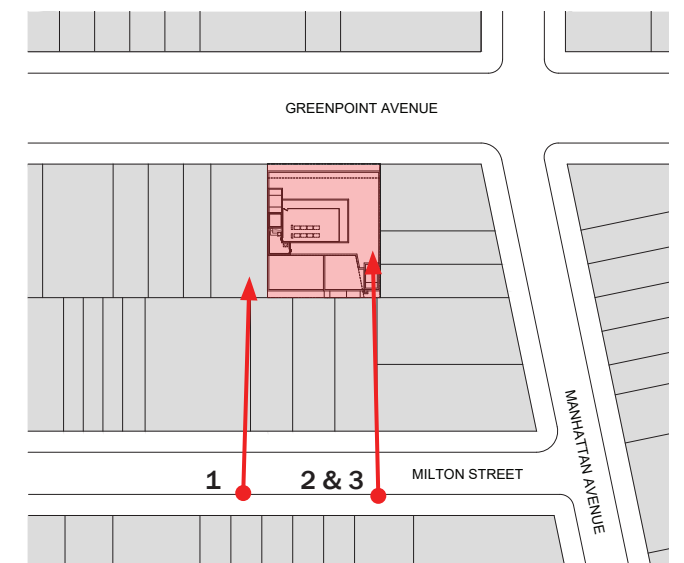 GREENPOINT AVENUE
MANHATTAN AVENUE
1
2 & 3
MILTON STREET